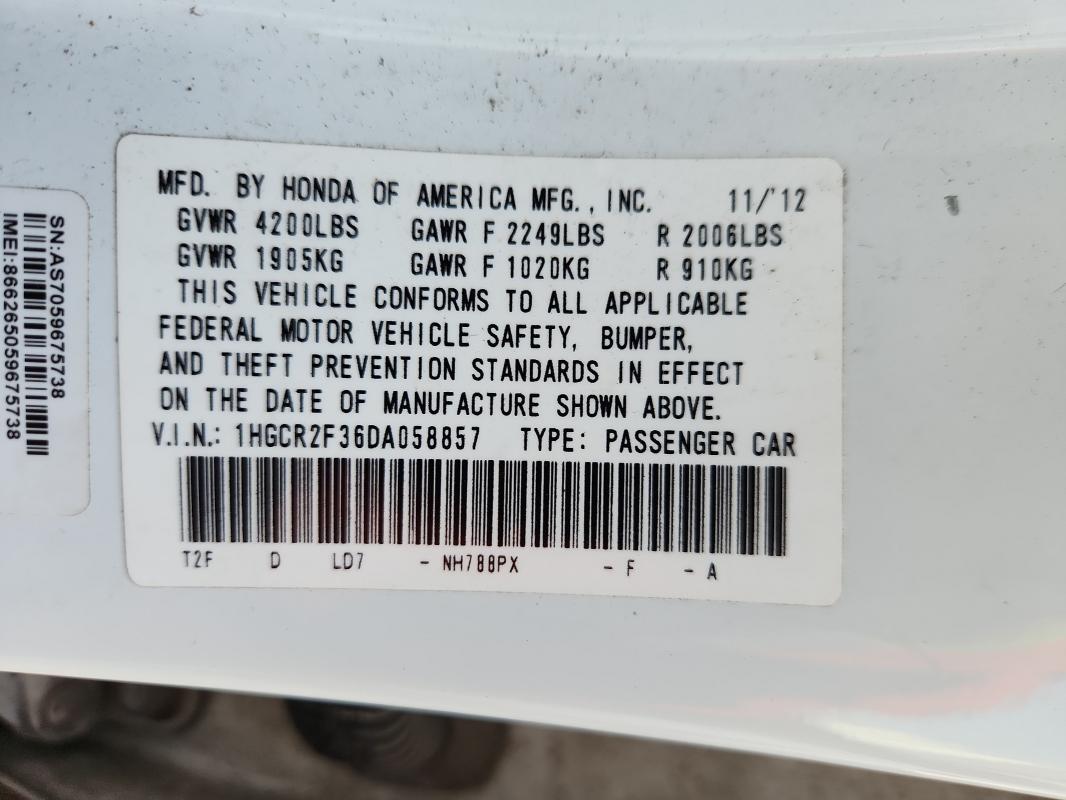 MFD. BY HONDA OF AMERICA MFG., INC. 11/'12
GVWR 4200LBS GAWR F 2249LBS R 2006LBS
GVWR 1905KG GAWR F 1020KG R 910KG
THIS VEHICLE CONFORMS TO ALL APPLICABLE
FEDERAL MOTOR VEHICLE SAFETY, BUMPER,
AND THEFT PREVENTION STANDARDS IN EFFECT
ON THE DATE OF MANUFACTURE SHOWN ABOVE.
V.I.N.: 1HGCR2F36DA058857 TYPE: PASSENGER CAR
T2F D LD7 - NH788PX - F - A
SN:AS7059675738
IMEI:866265059675738